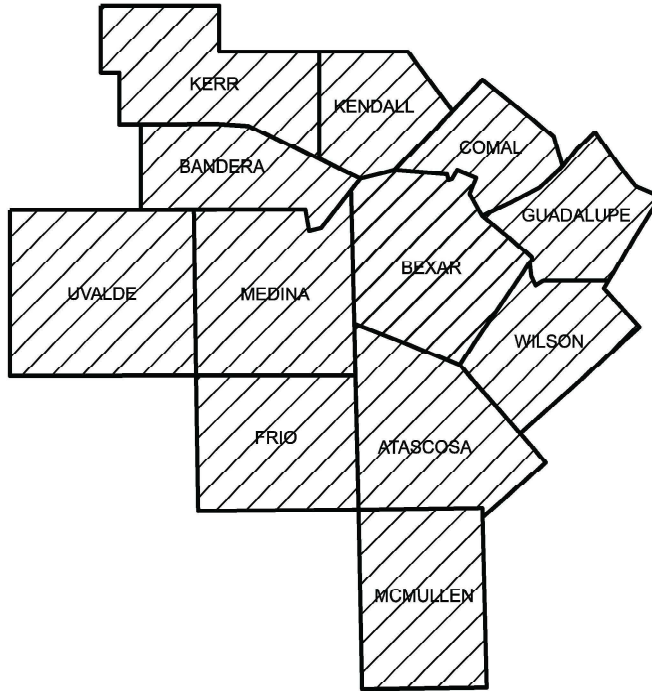 KERR
KENDALL
COMAL
BANDERA
GUADALUPE
BEXAR
UVALDE
MEDINA
WILSON
FRIO
ATASCOSA
MCMULLEN